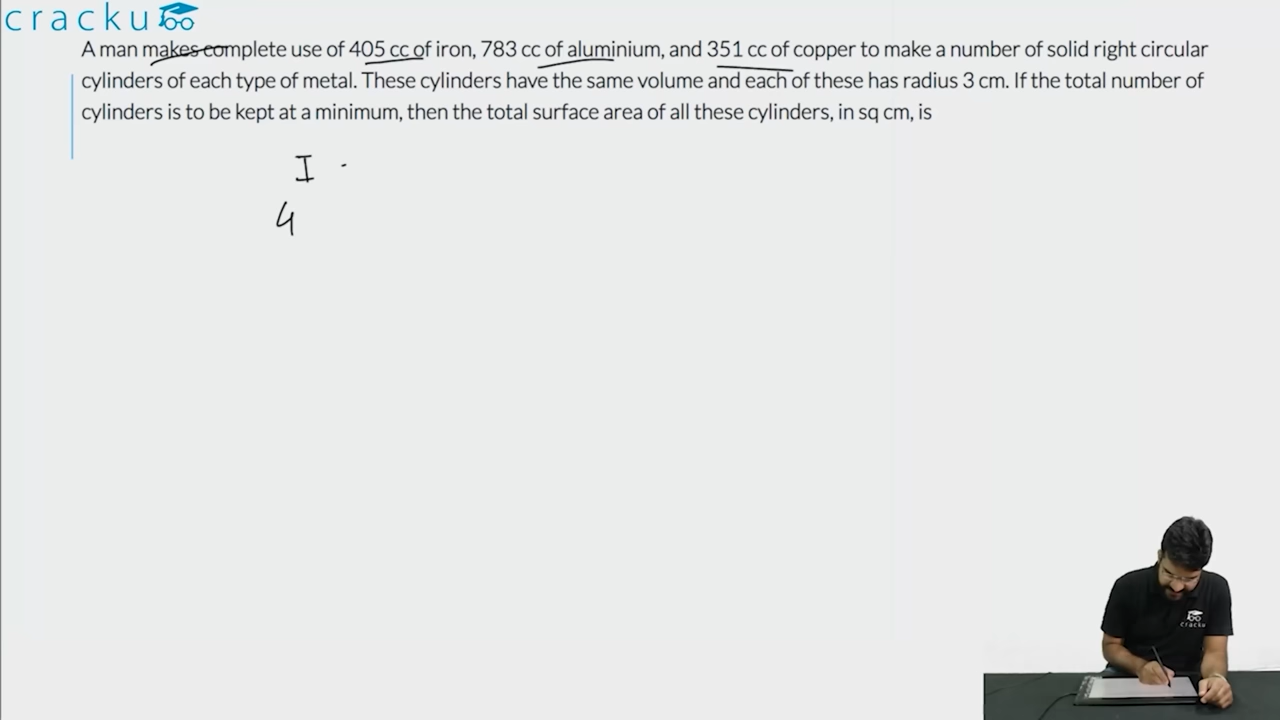 cracku
A man makes complete use of 405 cc of iron, 783 cc of aluminium, and 351 cc of copper to make a number of solid right circular
cylinders of each type of metal. These cylinders have the same volume and each of these has radius 3 cm. If the total number of
cylinders is to be kept at a minimum, then the total surface area of all these cylinders, in sq cm, is
I -
4
cracku